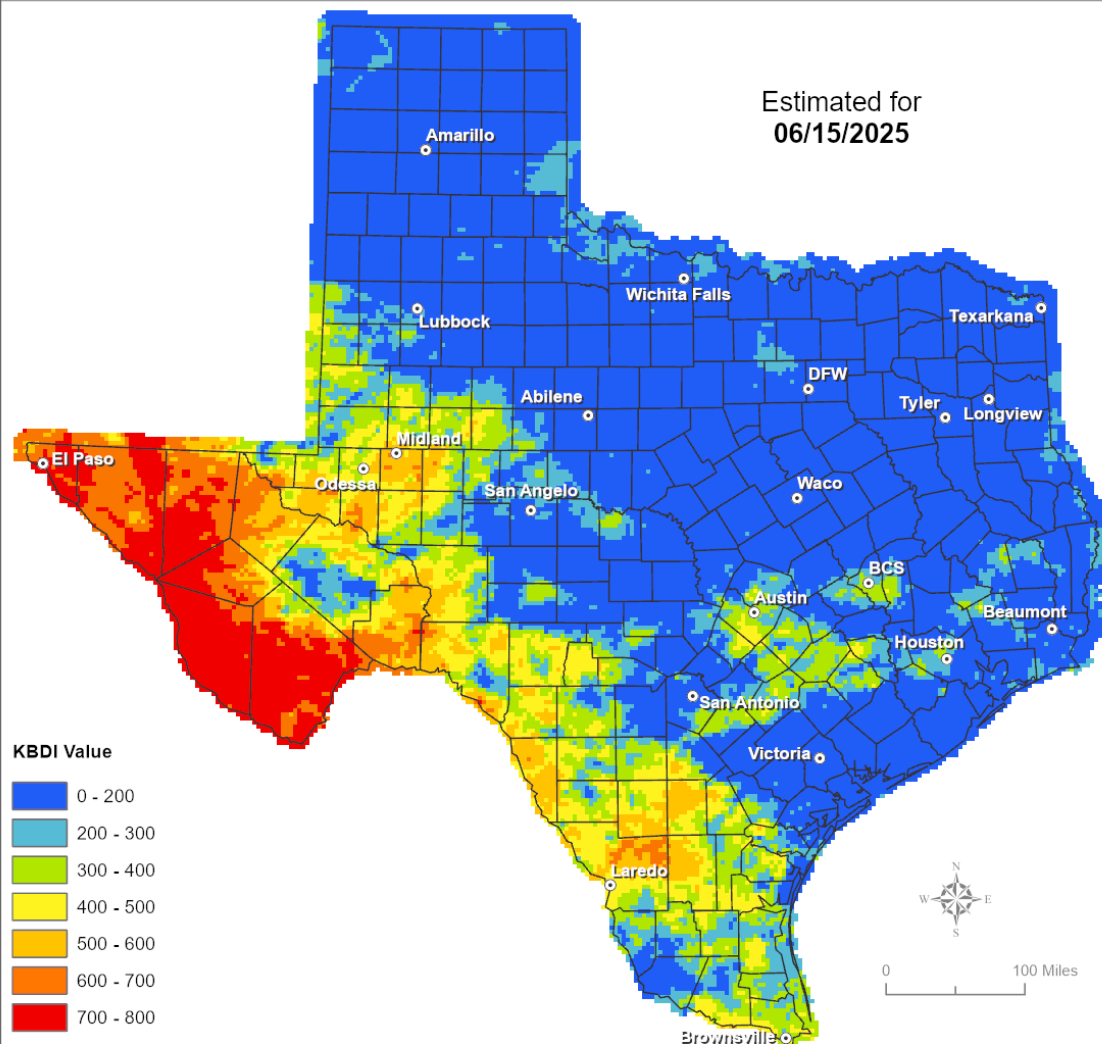 Estimated for
06/15/2025
Amarillo
Wichita Falls
Lubbock
Texarkana
DFW
Abilene
Tyler
Longview
Midland
El Paso
Odessa
San Angelo
Waco
BCS
Austin
Beaumont
Houston
San Antonio
Victoria
Laredo
Brownsville
KBDI Value
0 - 200
200 - 300
300 - 400
400 - 500
500 - 600
600 - 700
700 - 800
N
W E
S
0 100 Miles